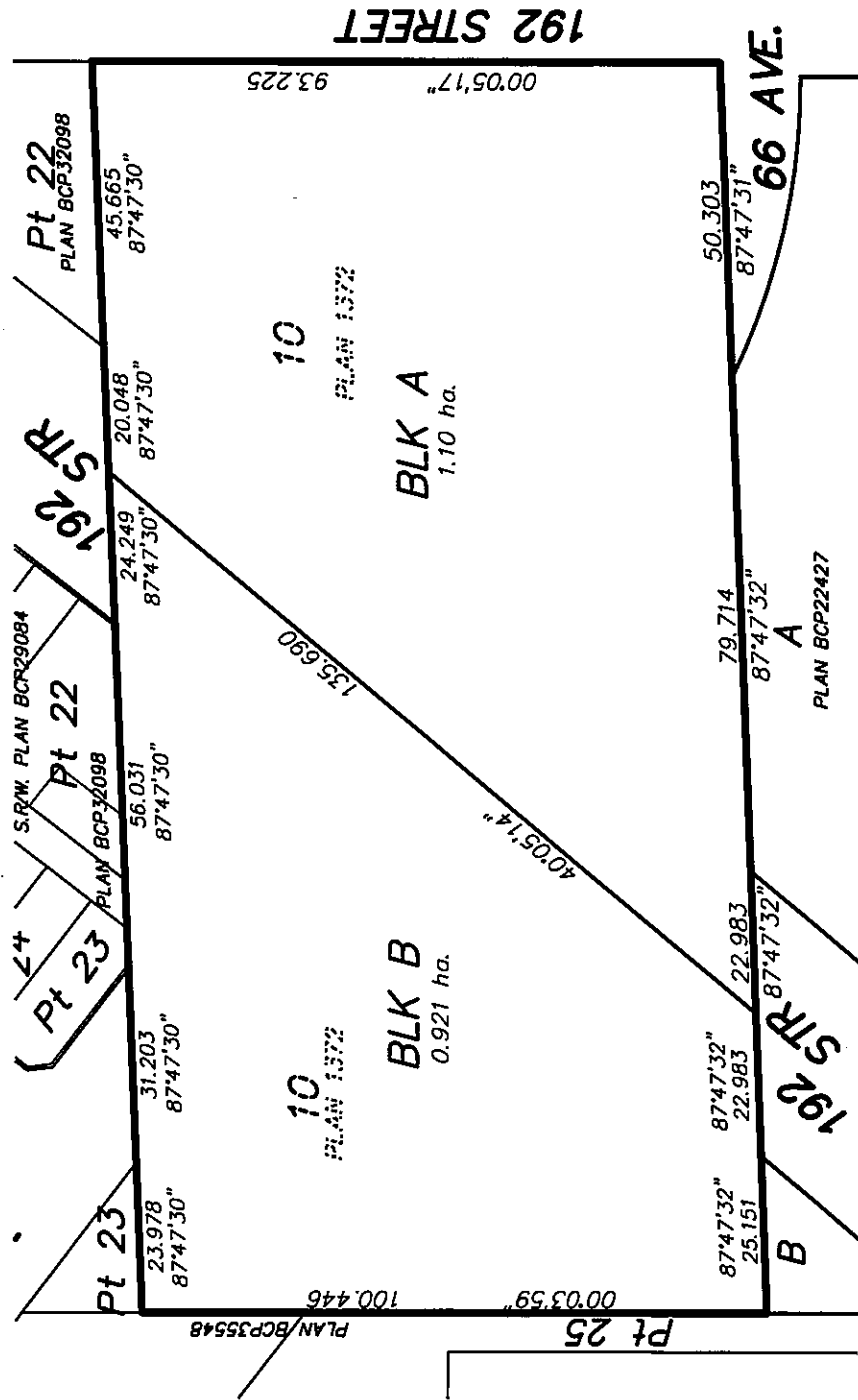 192 STREET
93.225
00°05'17"
Pt 22
PLAN BCP32098
45.665
87°47'30"
66 AVE.
50.303
87°47'31"
10
PLAN 1372
BLK A
1.10 ha.
192 STR
20.048
87°47'30"
24.249
87°47'30"
S.R/W. PLAN BCP29084
Pt 22
PLAN BCP32098
56.031
87°47'30"
135.690
40°05'14"
79.714
87°47'32"
A
PLAN BCP22427
24
Pt 23
31.203
87°47'30"
10
PLAN 1372
BLK B
0.921 ha.
22.983
87°47'32"
192 STR
87°47'32"
22.983
Pt 23
23.978
87°47'30"
87°47'32"
25.151
B
100.446
00°03'59"
PLAN BCP35548
Pt 25